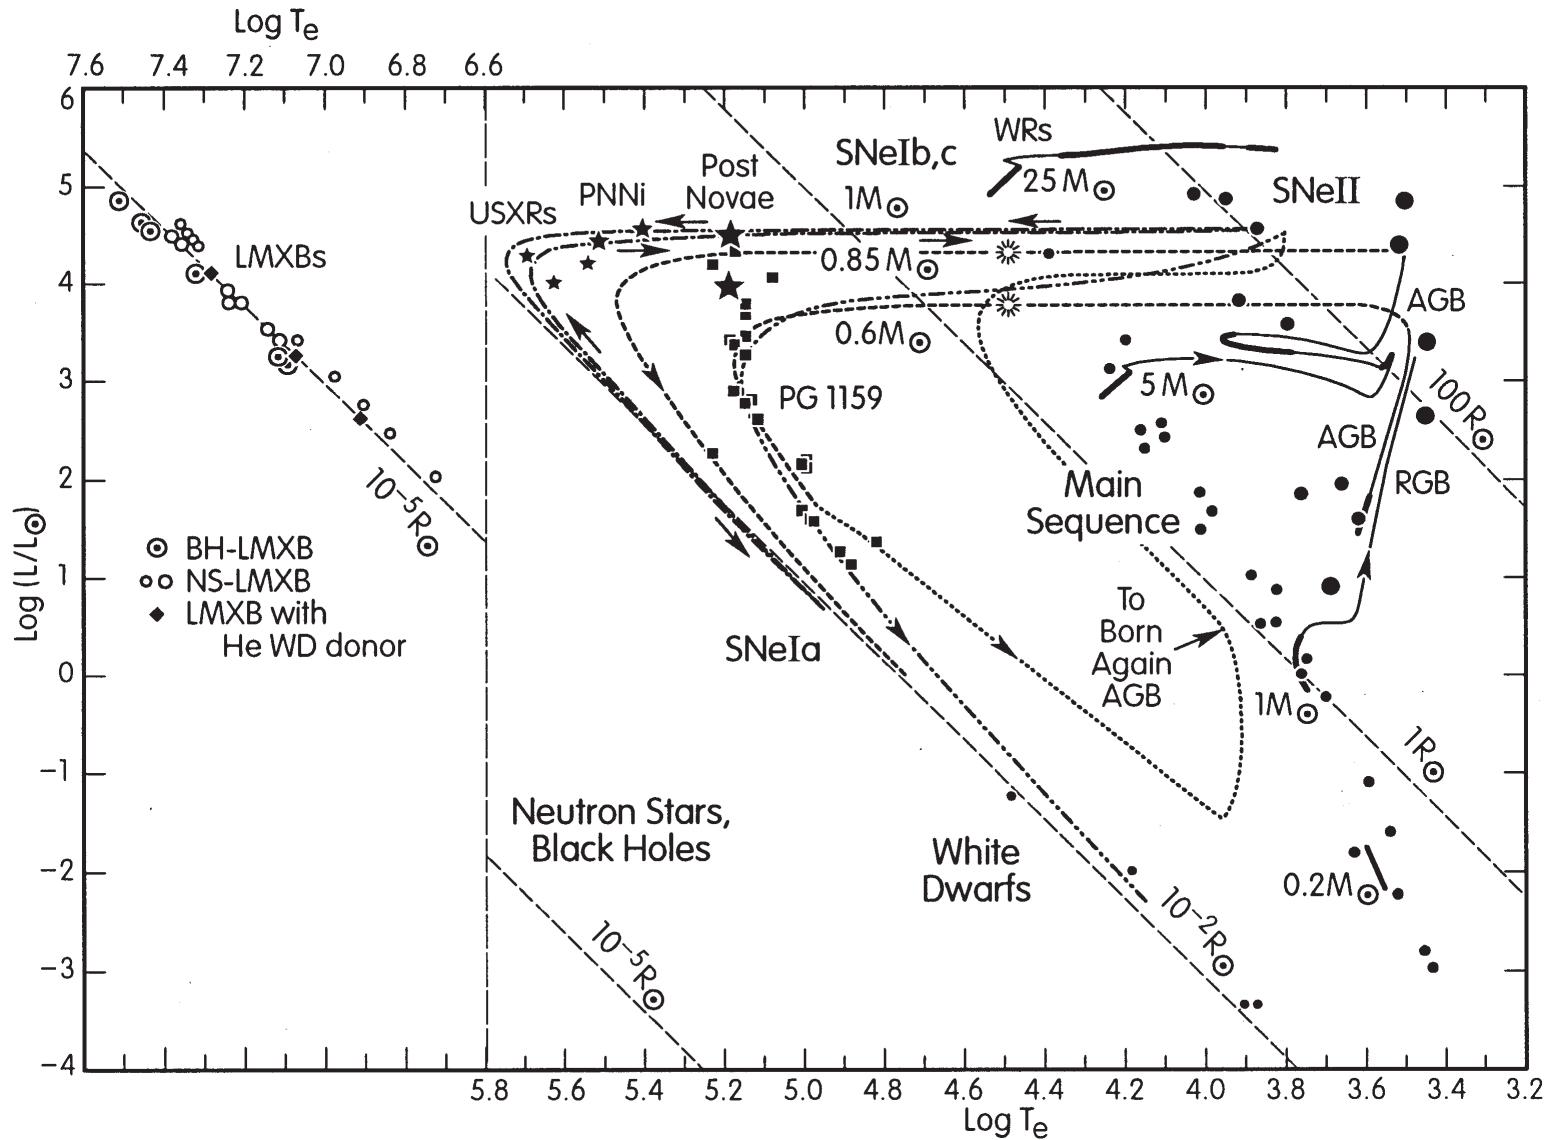 Log Te
7.6 7.4 7.2 7.0 6.8 6.6
6
5
4
3
2
1
0
−1
−2
−3
−4
Log (L/L⊙)
LMXBs
10−5R⊙
BH-LMXB
NS-LMXB
LMXB with
He WD donor
USXRs
PNNi
Post
Novae
SNeIb,c
1M⊙
WRs
25M⊙
SNeII
0.85M⊙
0.6M⊙
AGB
5M⊙
100R⊙
PG 1159
AGB
RGB
Main
Sequence
SNeIa
To
Born
Again
AGB
1M⊙
1R⊙
Neutron Stars,
Black Holes
White
Dwarfs
0.2M⊙
10−5R⊙
10−2R⊙
5.8 5.6 5.4 5.2 5.0 4.8 4.6 4.4 4.2 4.0 3.8 3.6 3.4 3.2
Log Te